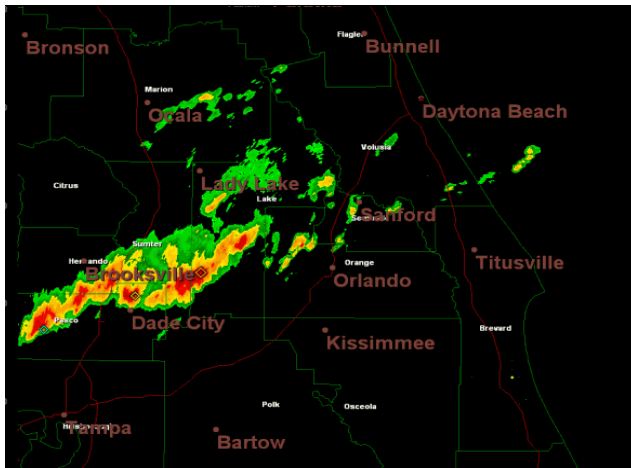 Bronson
Flagle
Bunnell
Marion
Ocala
Daytona Beach
Volusia
Lady Lake
Citrus
Lake
Sanford
Sumter
Hernando
Brooksville
Orange
Titusville
Orlando
Pasco
Dade City
Kissimmee
Brevard
Polk
Osceola
Tampa
Bartow